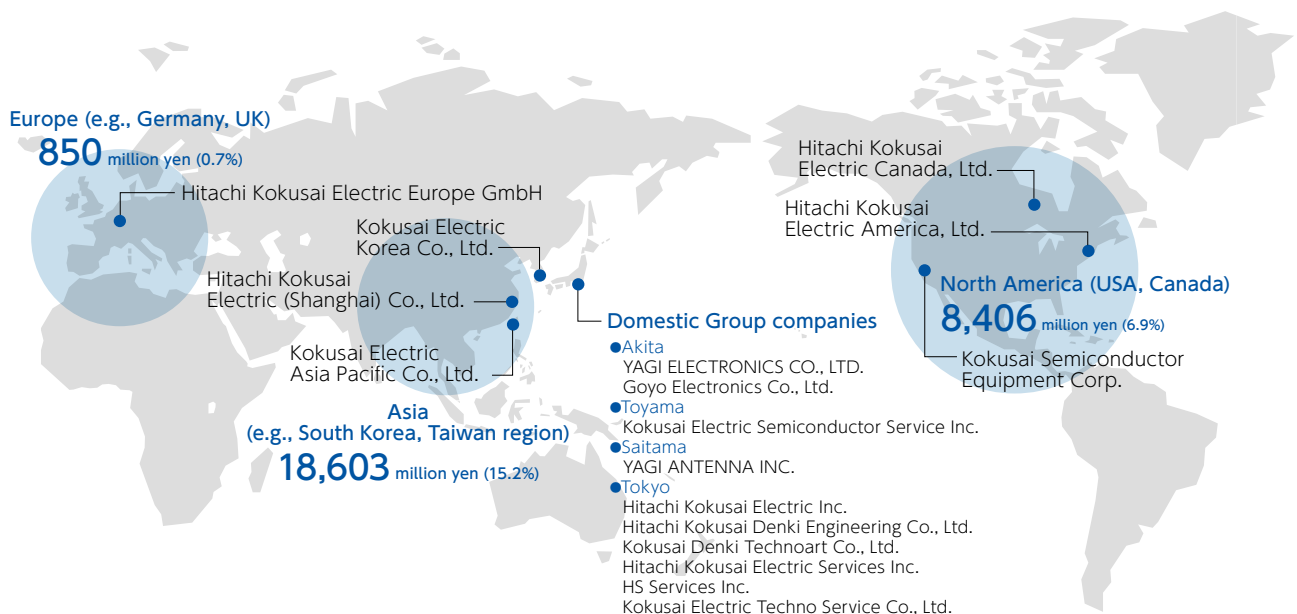 Europe (e.g., Germany, UK)
850 million yen (0.7%)
Hitachi Kokusai Electric Europe GmbH
Kokusai Electric
Korea Co., Ltd.
Hitachi Kokusai
Electric (Shanghai) Co., Ltd.
Kokusai Electric
Asia Pacific Co., Ltd.
Asia
(e.g., South Korea, Taiwan region)
18,603 million yen (15.2%)
Domestic Group companies
●Akita
YAGI ELECTRONICS CO., LTD.
Goyo Electronics Co., Ltd.
●Toyama
Kokusai Electric Semiconductor Service Inc.
●Saitama
YAGI ANTENNA INC.
●Tokyo
Hitachi Kokusai Electric Inc.
Hitachi Kokusai Denki Engineering Co., Ltd.
Kokusai Denki Technoart Co., Ltd.
Hitachi Kokusai Electric Services Inc.
HS Services Inc.
Kokusai Electric Techno Service Co., Ltd.
Hitachi Kokusai
Electric Canada, Ltd.
Hitachi Kokusai
Electric America, Ltd.
North America (USA, Canada)
8,406 million yen (6.9%)
Kokusai Semiconductor
Equipment Corp.